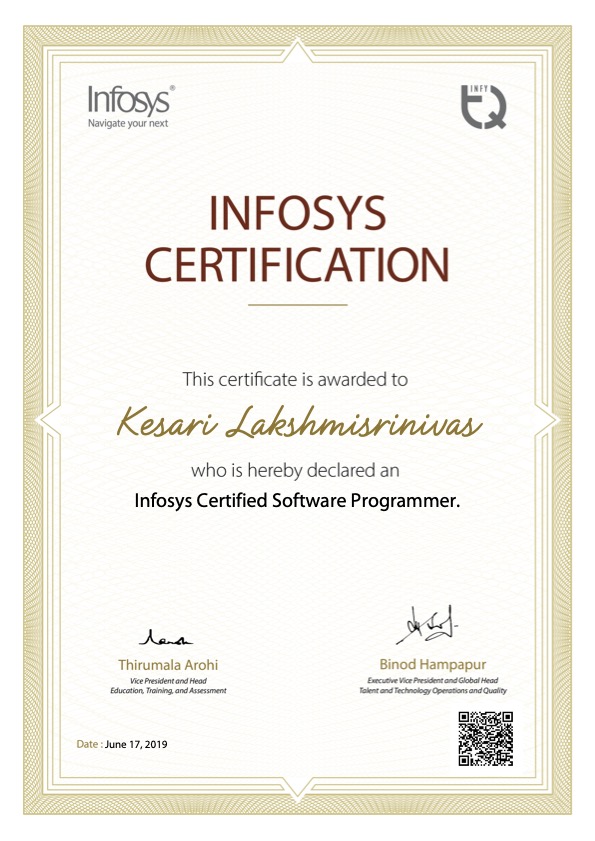 Infosys®
Navigate your next
INFY
TQ
INFOSYS
CERTIFICATION
This certificate is awarded to
Kesari Lakshmisrinivas
who is hereby declared an
Infosys Certified Software Programmer.
Thirumala Arohi
Vice President and Head
Education, Training, and Assessment
Binod Hampapur
Executive Vice President and Global Head
Talent and Technology Operations and Quality
Date : June 17, 2019